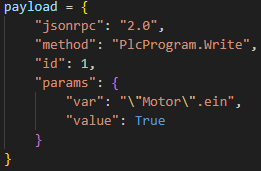 payload = {
    "jsonrpc": "2.0",
    "method": "PlcProgram.Write",
    "id": 1,
    "params": {
        "var": "\"Motor\".ein",
        "value": True
    }
}